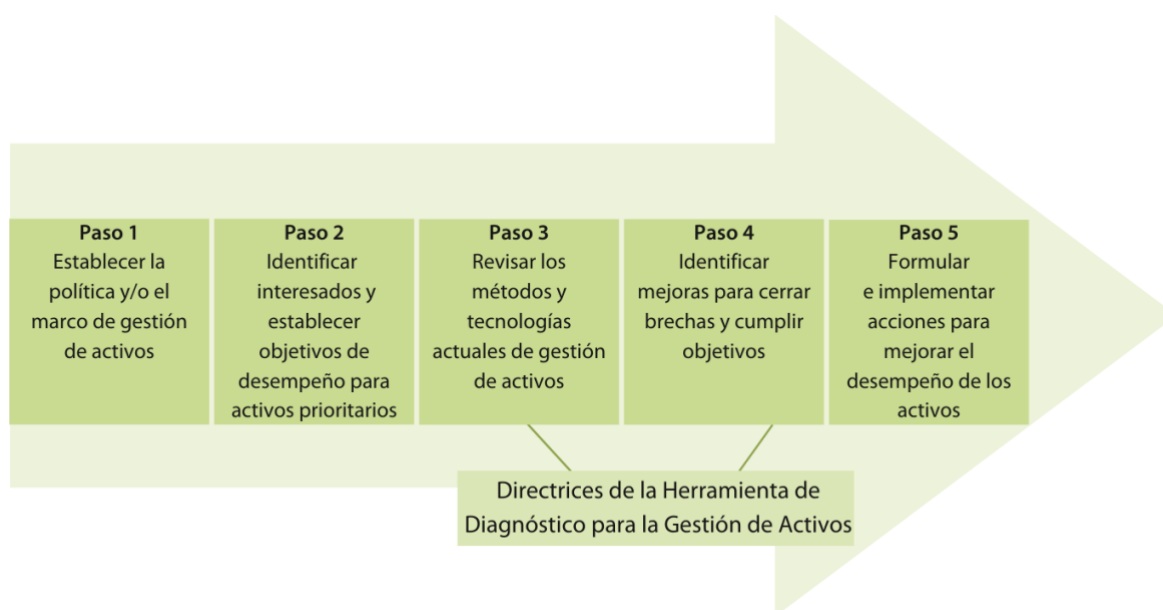 Paso 1
Establecer la
política y/o el
marco de gestión
de activos
Paso 2
Identificar
interesados y
establecer
objetivos de
desempeño para
activos prioritarios
Paso 3
Revisar los
métodos y
tecnologías
actuales de gestión
de activos
Paso 4
Identificar
mejoras para cerrar
brechas y cumplir
objetivos
Paso 5
Formular
e implementar
acciones para
mejorar el
desempeño de los
activos
Directrices de la Herramienta de
Diagnóstico para la Gestión de Activos